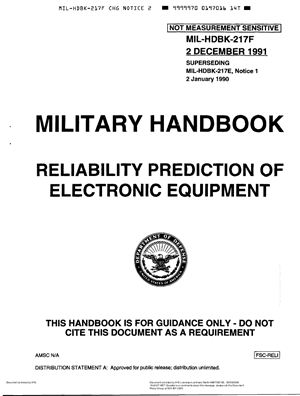 MIL-HDBK-217F CHG NOTICE 2 ■ 9999970 0197016 14T ■
NOT MEASUREMENT SENSITIVE
MIL-HDBK-217F
2 DECEMBER 1991
SUPERSEDING
MIL-HDBK-217E, Notice 1
2 January 1990
MILITARY HANDBOOK
RELIABILITY PREDICTION OF
ELECTRONIC EQUIPMENT
DEPARTMENT OF DEFENSE
UNITED STATES OF AMERICA
THIS HANDBOOK IS FOR GUIDANCE ONLY - DO NOT
CITE THIS DOCUMENT AS A REQUIREMENT
AMSC N/A
FSC-RELI
DISTRIBUTION STATEMENT A: Approved for public release; distribution unlimited.